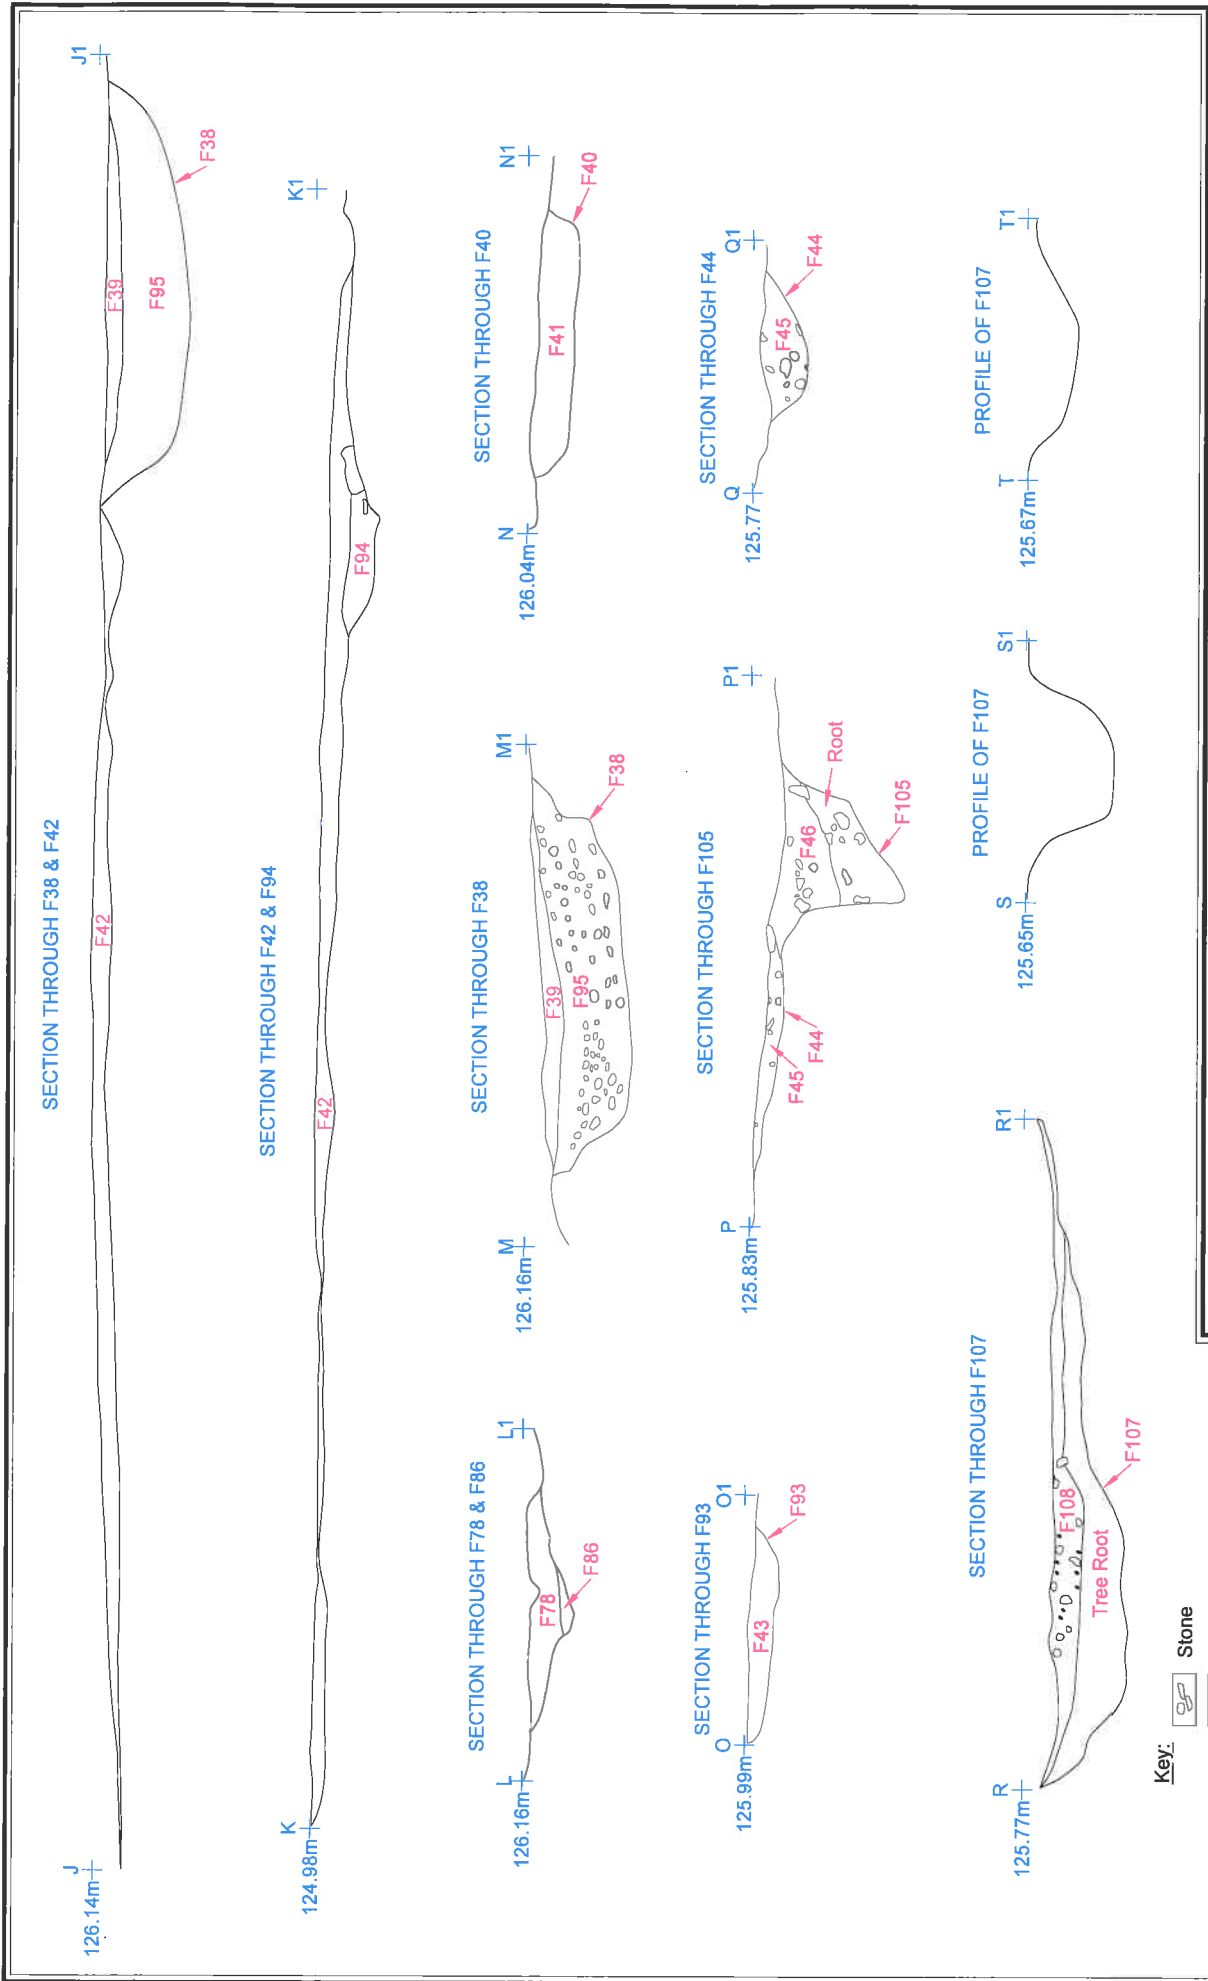 SECTION THROUGH F38 & F42
J
126.14m
J1
F42
F39
F95
F38
SECTION THROUGH F42 & F94
K
124.98m
K1
F42
F94
SECTION THROUGH F78 & F86
L
126.16m
L1
F78
F86
SECTION THROUGH F38
M
126.16m
M1
F39
F95
F38
SECTION THROUGH F40
N
126.04m
N1
F41
F40
SECTION THROUGH F93
O
125.99m
O1
F43
F93
SECTION THROUGH F105
P
125.83m
P1
F45
F44
F46
Root
F105
SECTION THROUGH F44
Q
125.77
Q1
F45
F44
SECTION THROUGH F107
R
125.77m
R1
F108
Tree Root
F107
PROFILE OF F107
S
125.65m
S1
PROFILE OF F107
T
125.67m
T1
Key:
Stone